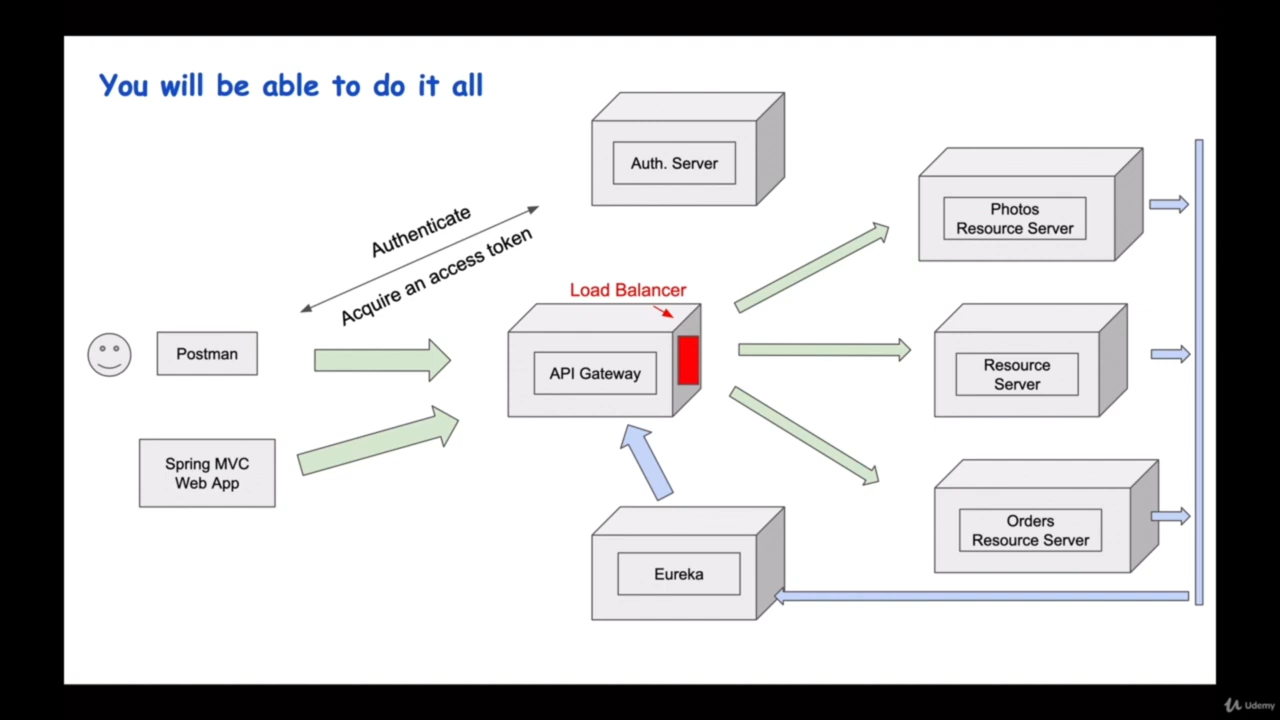 You will be able to do it all
Auth. Server
Photos
Resource Server
Authenticate
Acquire an access token
Load Balancer
Postman
API Gateway
Resource
Server
Spring MVC
Web App
Orders
Resource Server
Eureka
Udemy